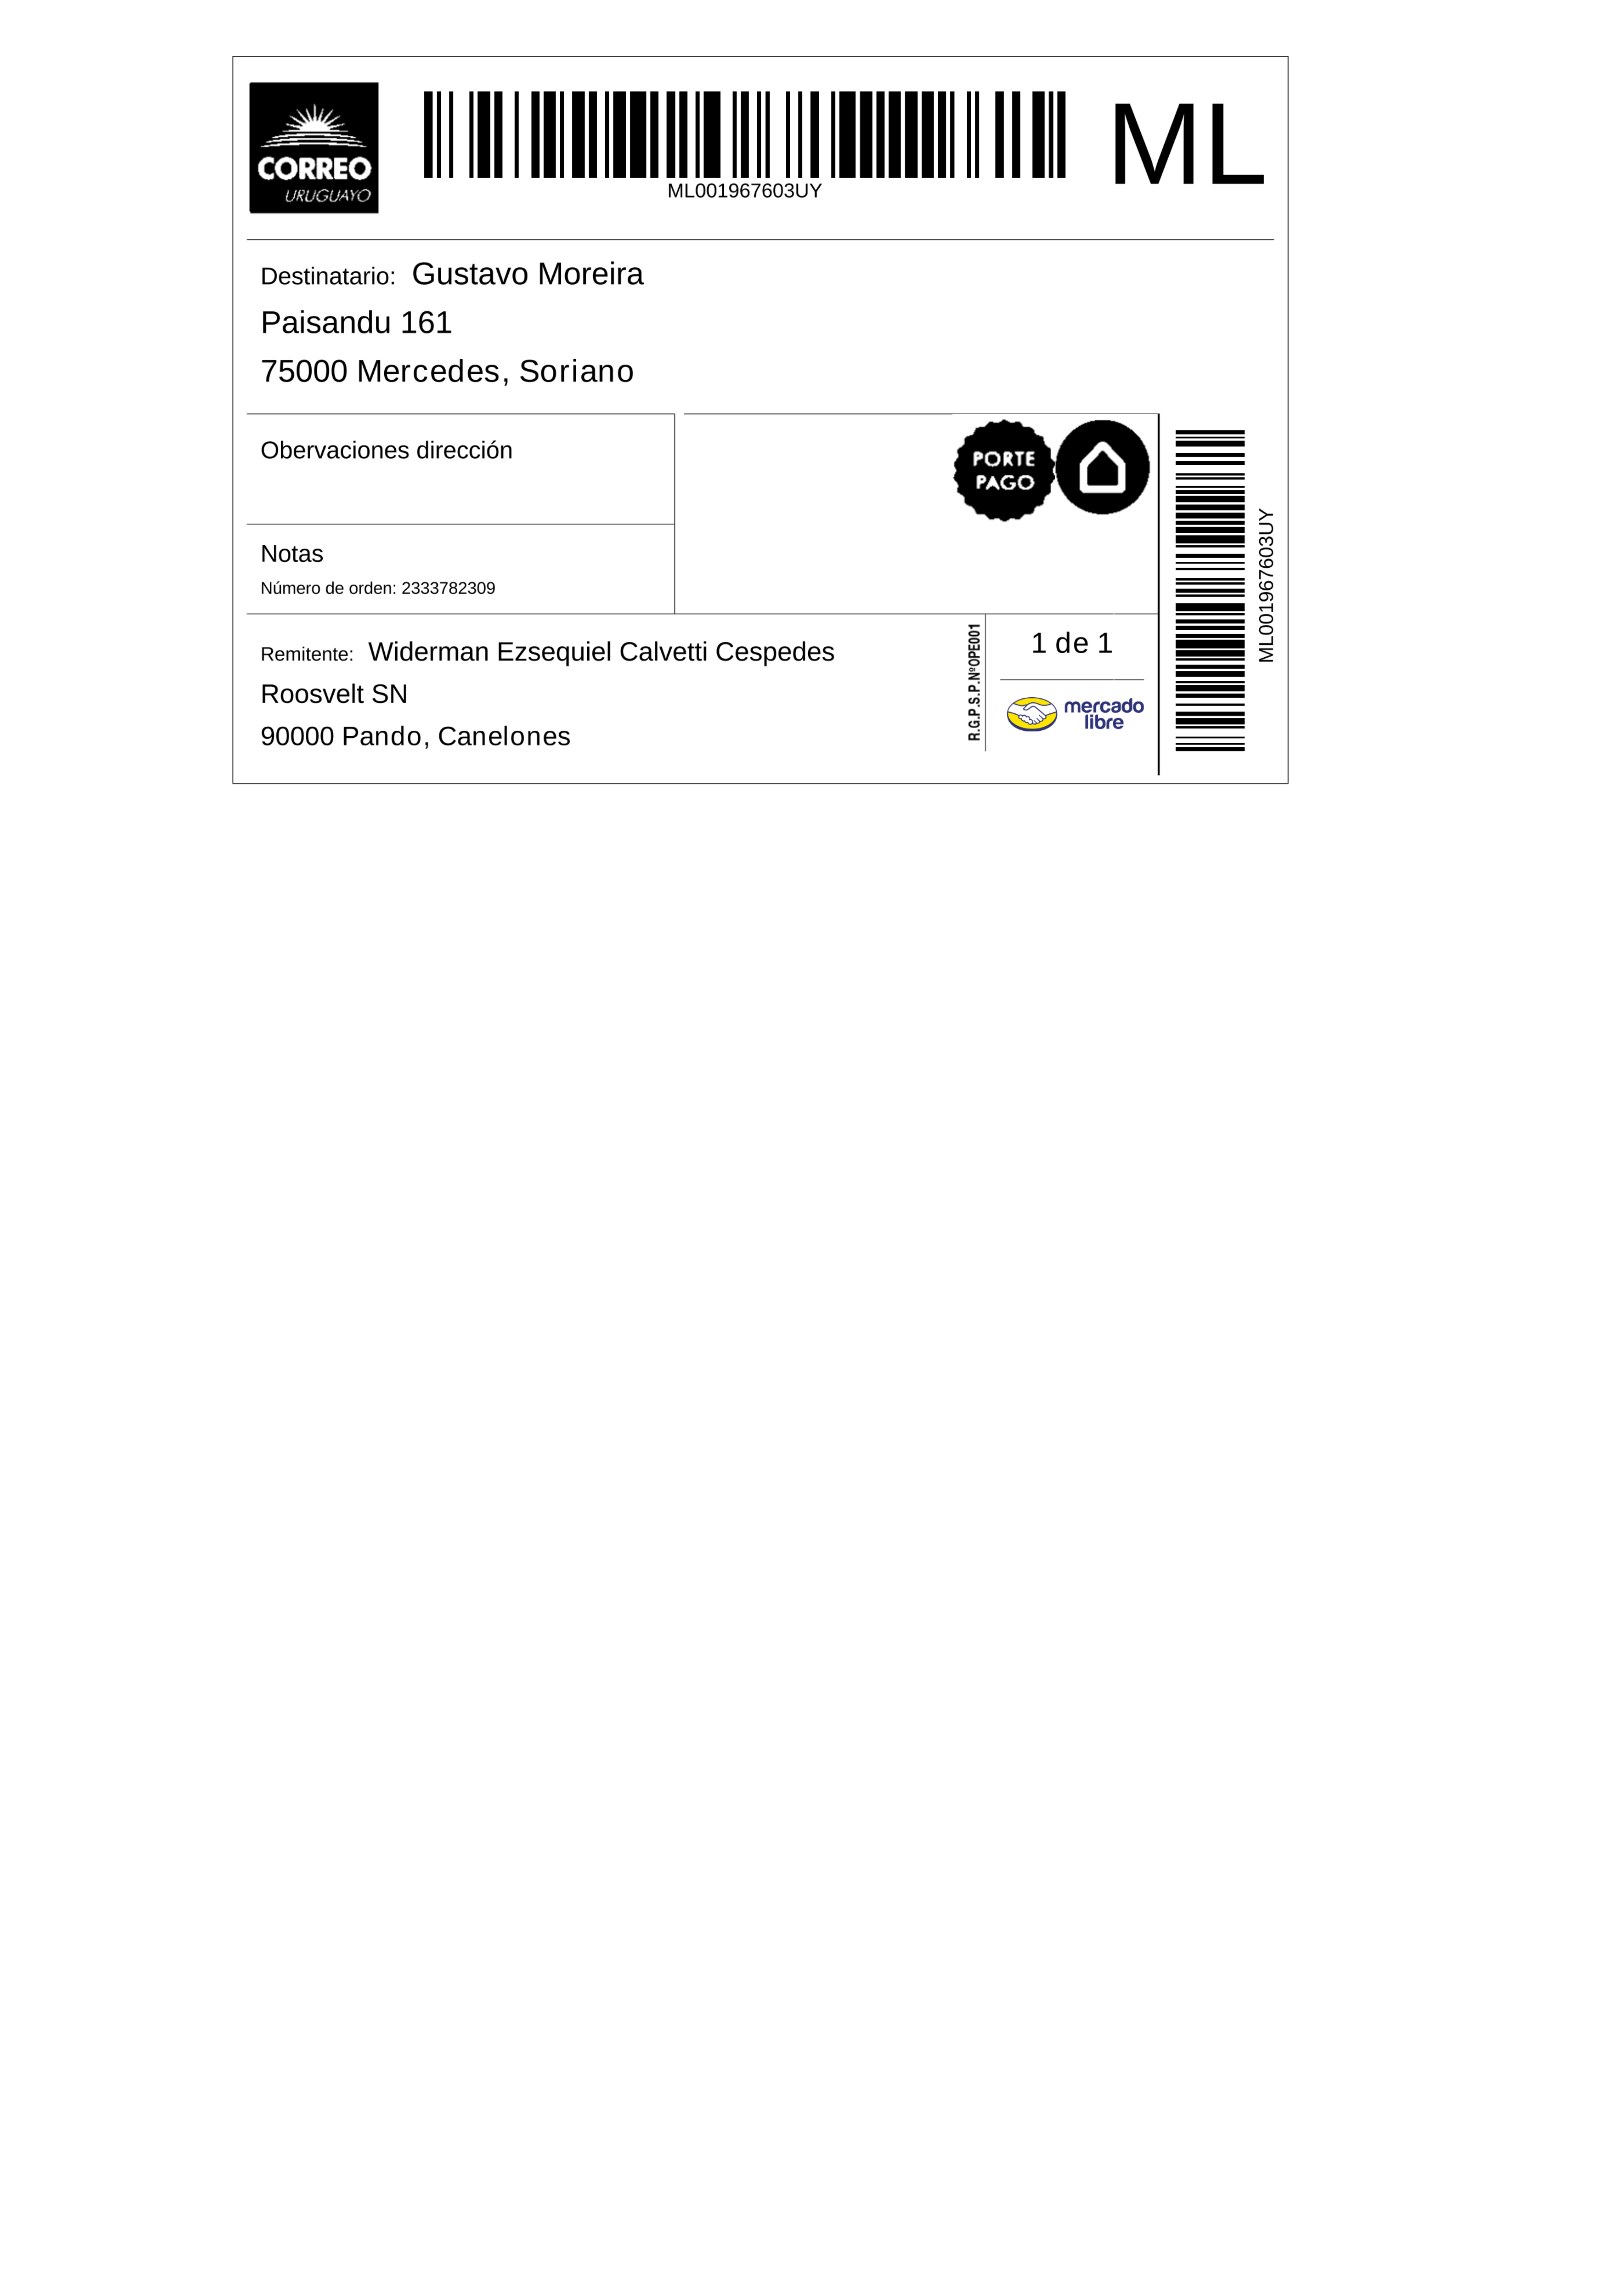 CORREO
URUGUAYO
ML001967603UY
ML
Destinatario: Gustavo Moreira
Paisandu 161
75000 Mercedes, Soriano
Obervaciones dirección
PORTE
PAGO
Notas
Número de orden: 2333782309
ML001967603UY
Remitente: Widerman Ezsequiel Calvetti Cespedes
Roosvelt SN
90000 Pando, Canelones
R.G.P.S.P.NºOPE001
1 de 1
mercado
libre